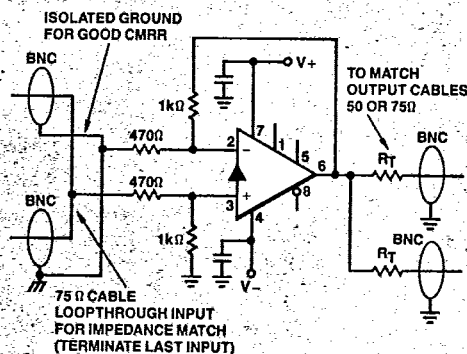 ISOLATED GROUND
FOR GOOD CMRR
BNC
V+
TO MATCH
OUTPUT CABLES
50 OR 75Ω
1kΩ
7
1
5
470Ω
2
−
6
RT
BNC
470Ω
+
3
8
4
BNC
1kΩ
V−
RT
BNC
75 Ω CABLE
LOOPTHROUGH INPUT
FOR IMPEDANCE MATCH
(TERMINATE LAST INPUT)